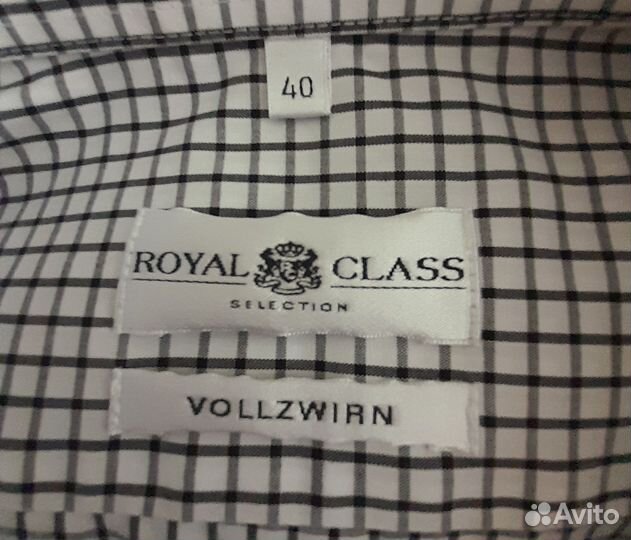 40
ROYAL CLASS
SELECTION
VOLLZWIRN
Avito